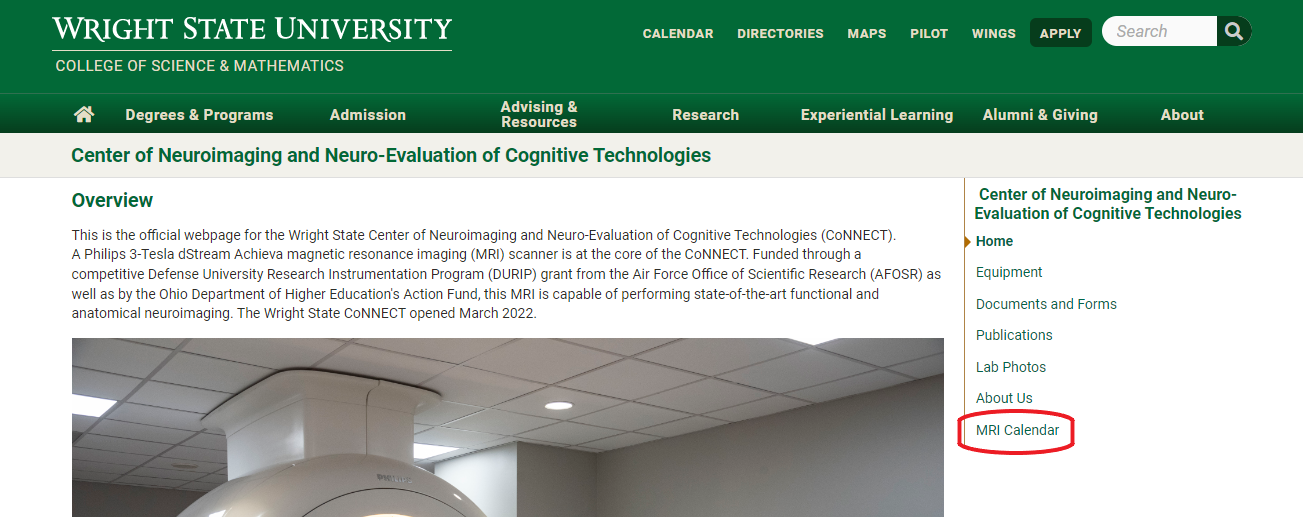 WRIGHT STATE UNIVERSITY
COLLEGE OF SCIENCE & MATHEMATICS
CALENDAR DIRECTORIES MAPS PILOT WINGS APPLY Search
Degrees & Programs Admission Advising & Resources Research Experiential Learning Alumni & Giving About
Center of Neuroimaging and Neuro-Evaluation of Cognitive Technologies
Overview
This is the official webpage for the Wright State Center of Neuroimaging and Neuro-Evaluation of Cognitive Technologies (CoNNECT).
A Philips 3-Tesla dStream Achieva magnetic resonance imaging (MRI) scanner is at the core of the CoNNECT. Funded through a
competitive Defense University Research Instrumentation Program (DURIP) grant from the Air Force Office of Scientific Research (AFOSR) as
well as by the Ohio Department of Higher Education's Action Fund, this MRI is capable of performing state-of-the-art functional and
anatomical neuroimaging. The Wright State CoNNECT opened March 2022.
PHILIPS
Center of Neuroimaging and Neuro-
Evaluation of Cognitive Technologies
Home
Equipment
Documents and Forms
Publications
Lab Photos
About Us
MRI Calendar